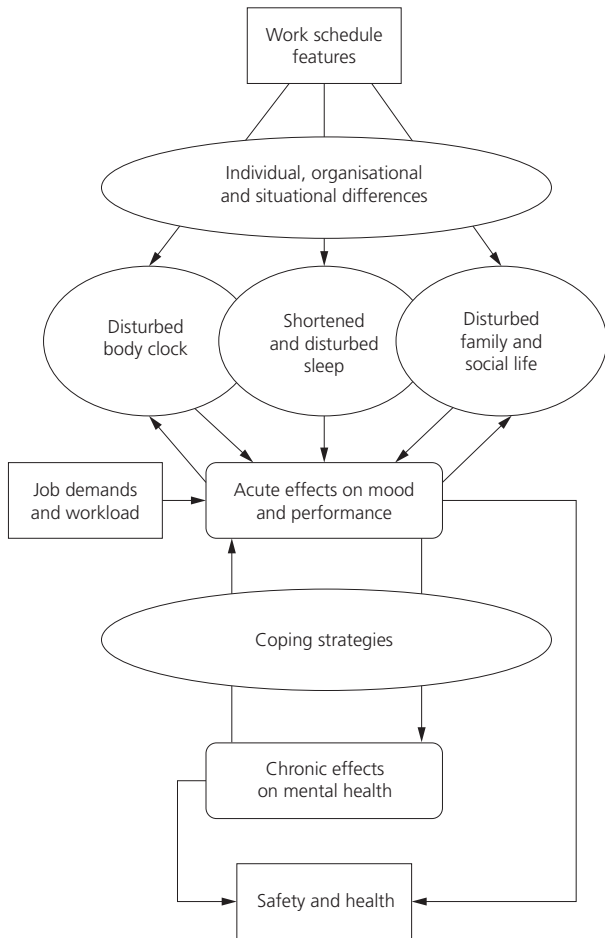 Work schedule
features
Individual, organisational
and situational differences
Disturbed
body clock
Shortened
and disturbed
sleep
Disturbed
family and
social life
Job demands
and workload
Acute effects on mood
and performance
Coping strategies
Chronic effects
on mental health
Safety and health